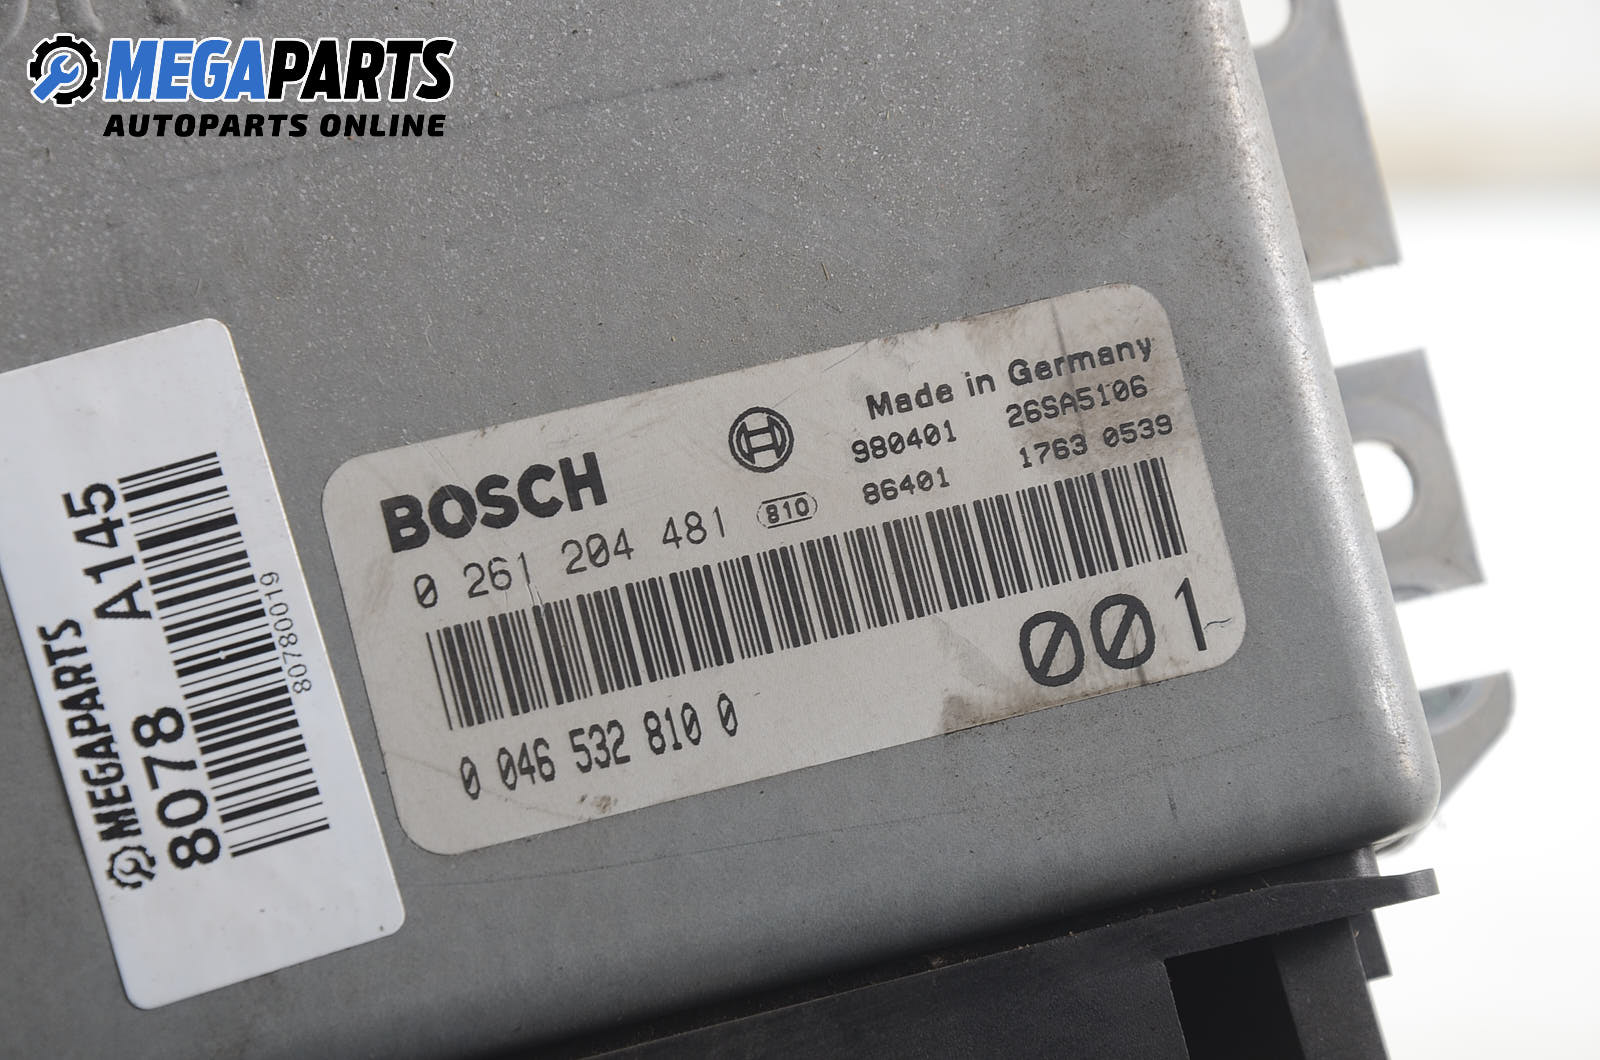 MEGAPARTS
AUTOPARTS ONLINE
MEGAPARTS
8078 A145
80780019
BOSCH
Made in Germany
980401 26SA5106
86401 1763 0539
0 261 204 481 810
001
0 046 532 810 0